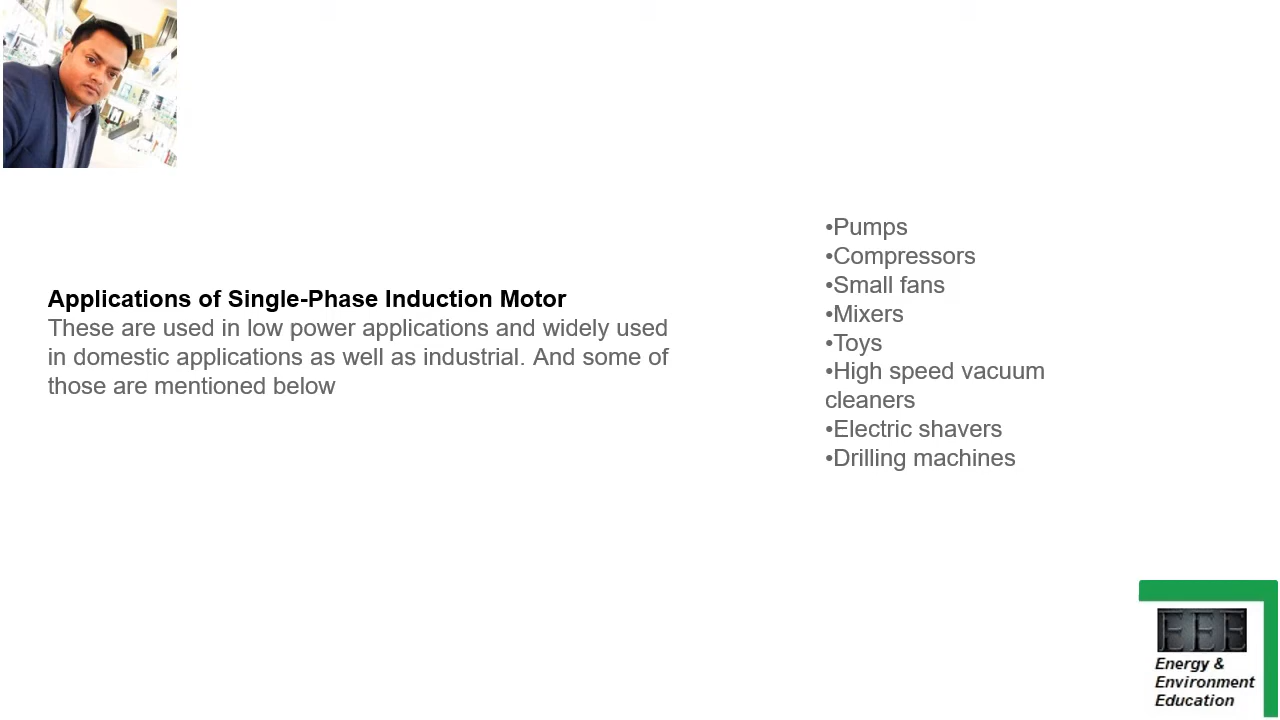 Applications of Single-Phase Induction Motor
These are used in low power applications and widely used
in domestic applications as well as industrial. And some of
those are mentioned below
•Pumps
•Compressors
•Small fans
•Mixers
•Toys
•High speed vacuum
cleaners
•Electric shavers
•Drilling machines
EEE
Energy &
Environment
Education